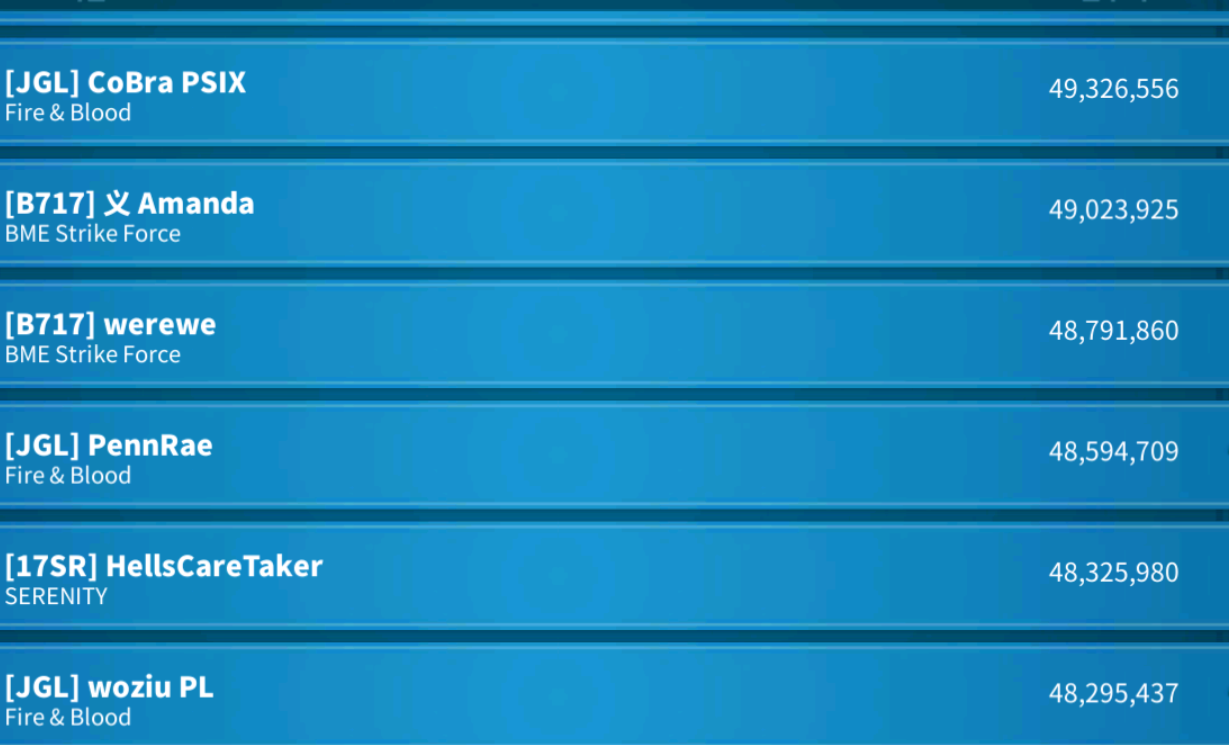 [JGL] CoBra PSIX
Fire & Blood
49,326,556
[B717] 义 Amanda
BME Strike Force
49,023,925
[B717] werewe
BME Strike Force
48,791,860
[JGL] PennRae
Fire & Blood
48,594,709
[17SR] HellsCareTaker
SERENITY
48,325,980
[JGL] woziu PL
Fire & Blood
48,295,437